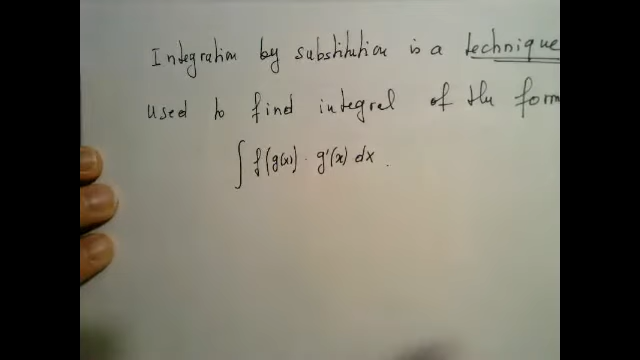 Integration by substitution is a technique
used to find integral of the form
∫ f(g(x)) · g'(x) dx .